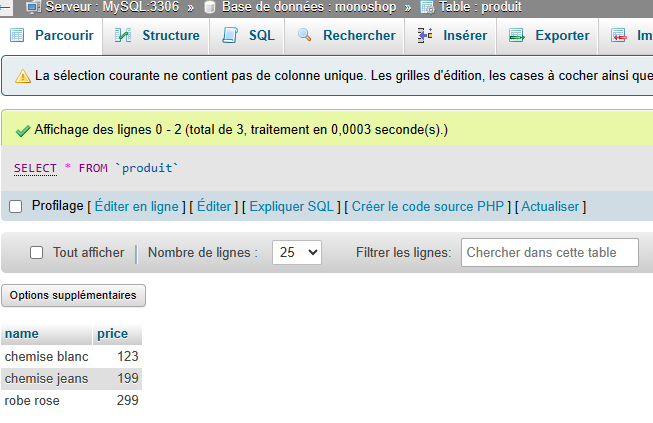 Serveur : MySQL:3306 » Base de données : monoshop » Table : produit
Parcourir Structure SQL Rechercher Insérer Exporter Im
La sélection courante ne contient pas de colonne unique. Les grilles d'édition, les cases à cocher ainsi que
Affichage des lignes 0 - 2 (total de 3, traitement en 0,0003 seconde(s).)
SELECT * FROM `produit`
Profilage [ Éditer en ligne ] [ Éditer ] [ Expliquer SQL ] [ Créer le code source PHP ] [ Actualiser ]
Tout afficher Nombre de lignes : 25 Filtrer les lignes: Chercher dans cette table
Options supplémentaires
name price
chemise blanc 123
chemise jeans 199
robe rose 299